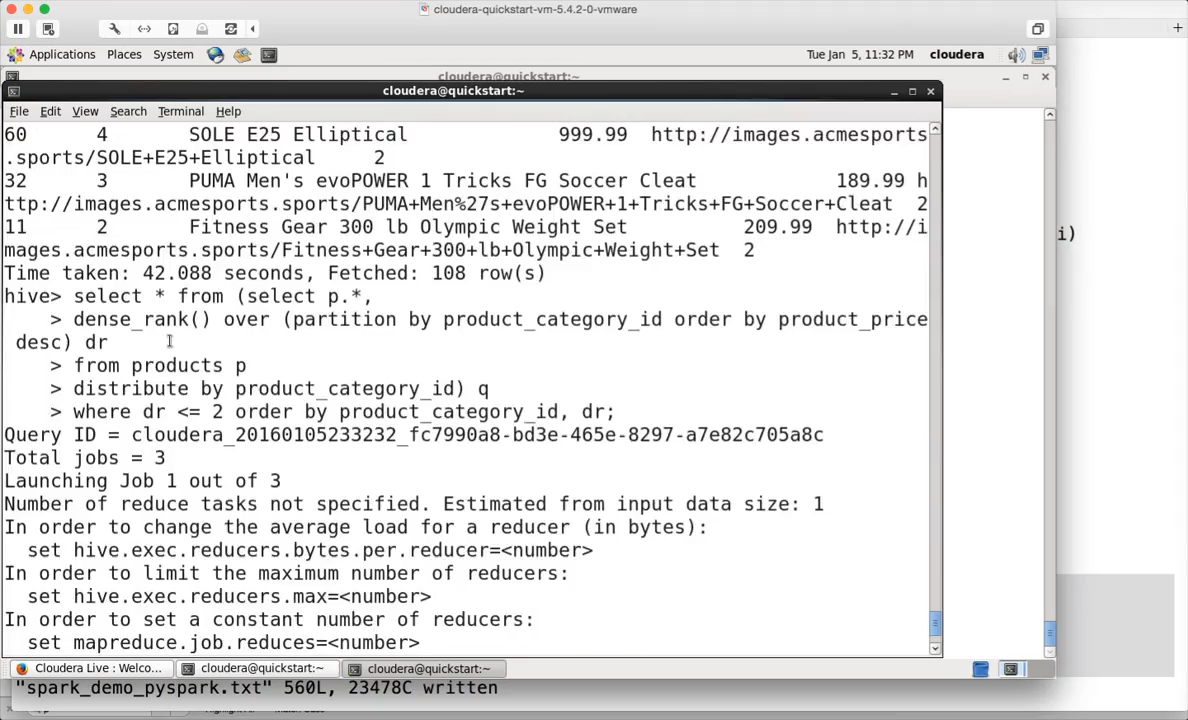 cloudera-quickstart-vm-5.4.2-0-vmware
Applications Places System Tue Jan 5, 11:32 PM cloudera
cloudera@quickstart:~
cloudera@quickstart:~
File Edit View Search Terminal Help
60 4 SOLE E25 Elliptical 999.99 http://images.acmesports
.sports/SOLE+E25+Elliptical 2
32 3 PUMA Men's evoPOWER 1 Tricks FG Soccer Cleat 189.99 h
ttp://images.acmesports.sports/PUMA+Men%27s+evoPOWER+1+Tricks+FG+Soccer+Cleat 2
11 2 Fitness Gear 300 lb Olympic Weight Set 209.99 http://i
mages.acmesports.sports/Fitness+Gear+300+lb+Olympic+Weight+Set 2
i)
Time taken: 42.088 seconds, Fetched: 108 row(s)
hive> select * from (select p.*,
> dense_rank() over (partition by product_category_id order by product_price
desc) dr
> from products p
> distribute by product_category_id) q
> where dr <= 2 order by product_category_id, dr;
Query ID = cloudera_20160105233232_fc7990a8-bd3e-465e-8297-a7e82c705a8c
Total jobs = 3
Launching Job 1 out of 3
Number of reduce tasks not specified. Estimated from input data size: 1
In order to change the average load for a reducer (in bytes):
set hive.exec.reducers.bytes.per.reducer=<number>
In order to limit the maximum number of reducers:
set hive.exec.reducers.max=<number>
In order to set a constant number of reducers:
set mapreduce.job.reduces=<number>
Cloudera Live : Welco... cloudera@quickstart:~ cloudera@quickstart:~
"spark_demo_pyspark.txt" 560L, 23478C written